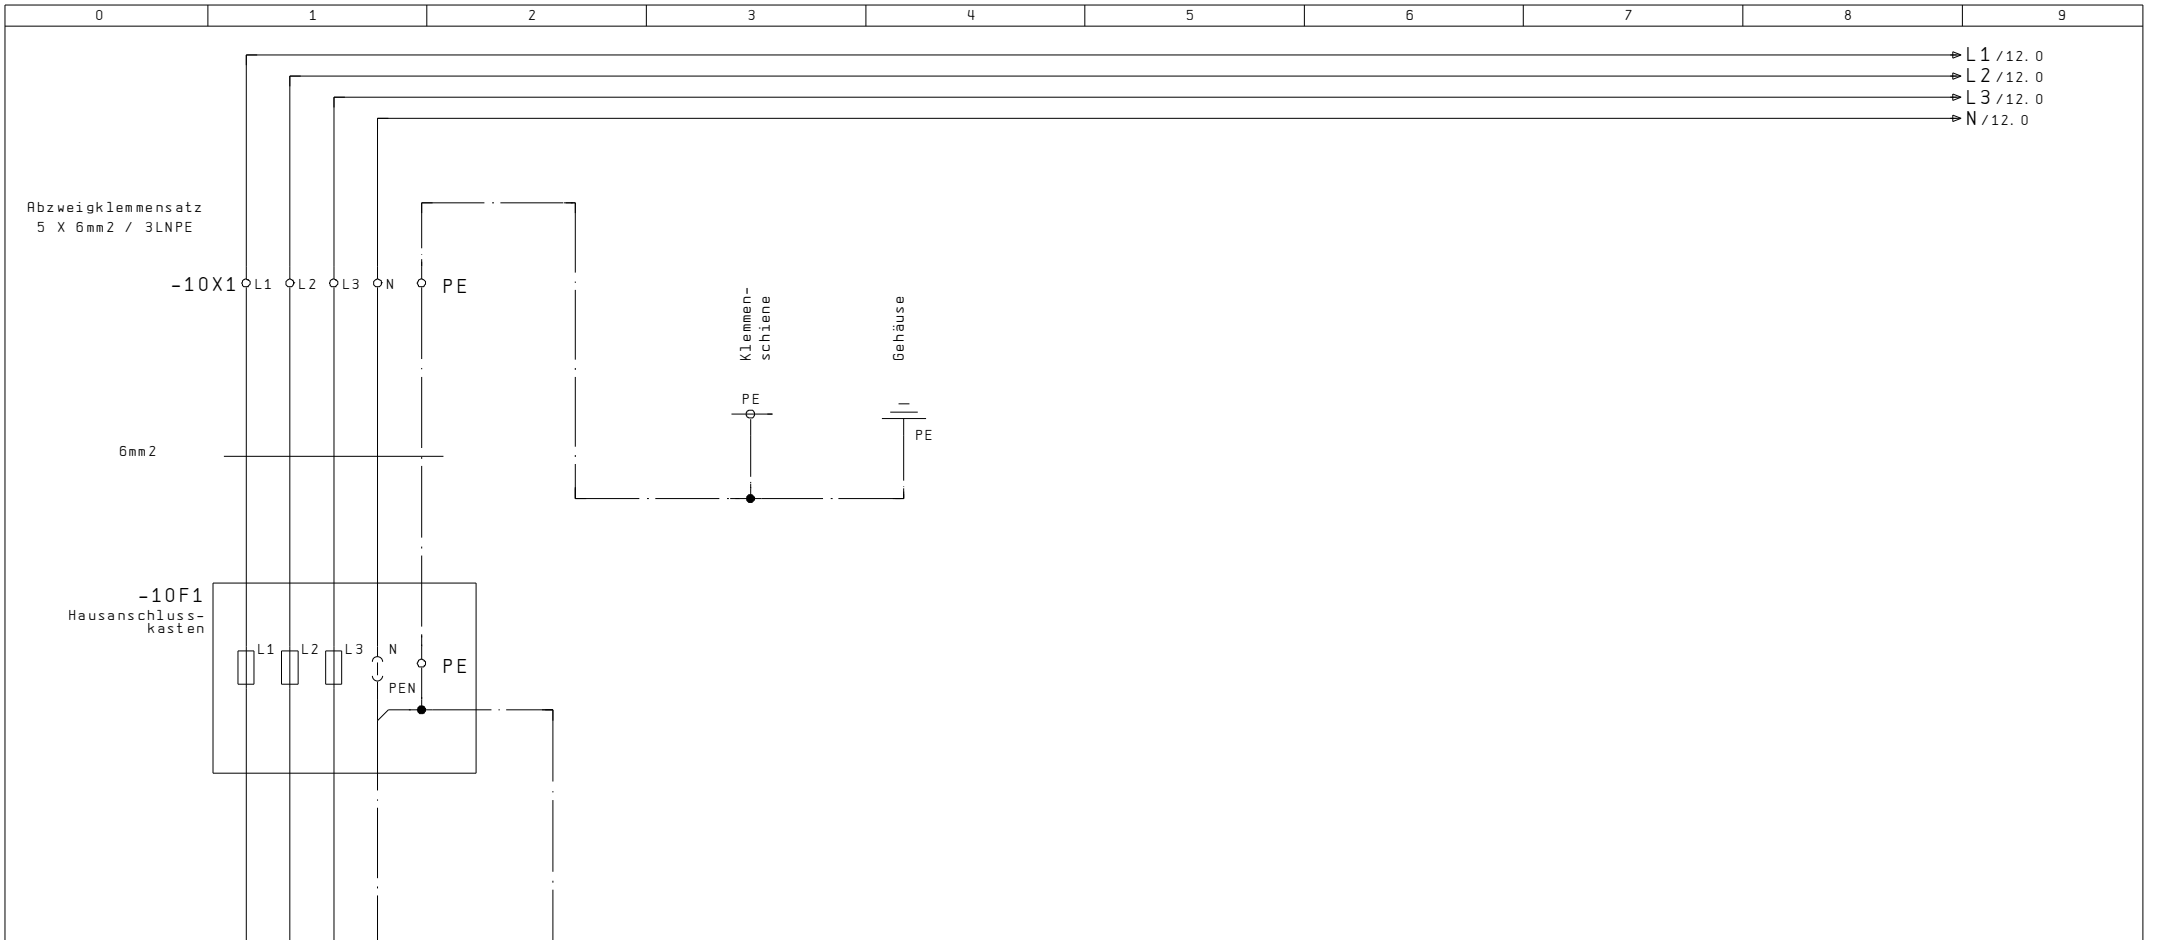 0 1 2 3 4 5 6 7 8 9
L1 /12.0
L2 /12.0
L3 /12.0
N /12.0
Abzweigklemmensatz
5 X 6mm2 / 3LNPE
-10X1 L1 L2 L3 N PE
Klemmen-
schiene
Gehäuse
PE
PE
6mm2
-10F1
Hausanschluss-
kasten
L1 L2 L3 N
PE
PEN